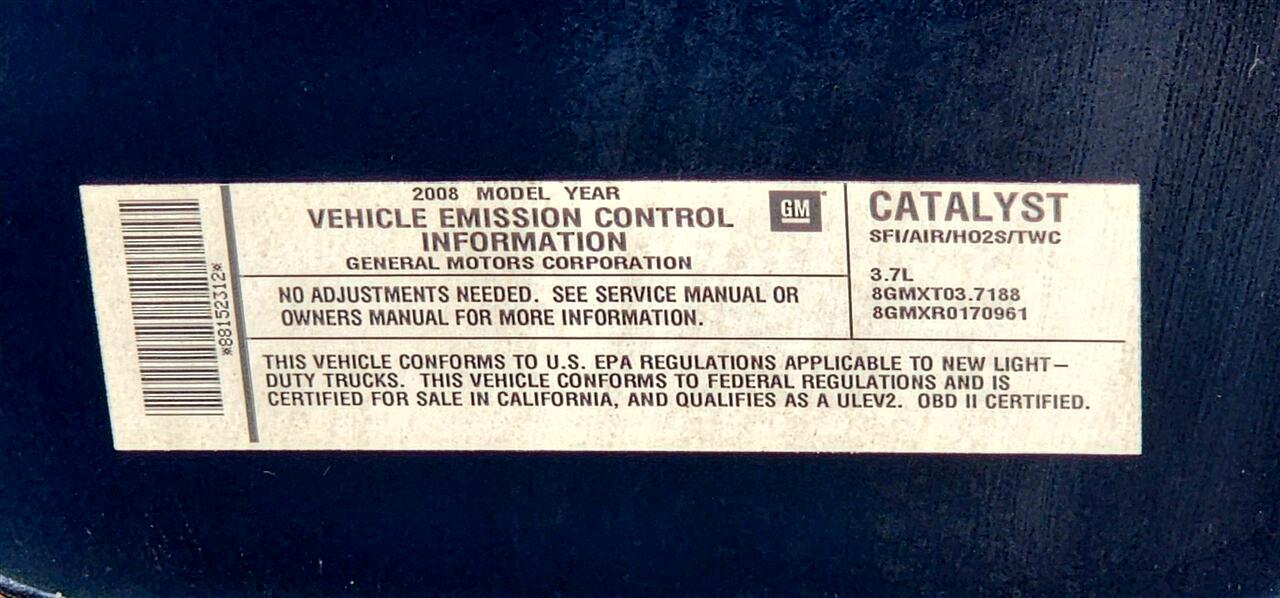 *88152312*
2008 MODEL YEAR
VEHICLE EMISSION CONTROL
INFORMATION
GENERAL MOTORS CORPORATION
GM
NO ADJUSTMENTS NEEDED. SEE SERVICE MANUAL OR
OWNERS MANUAL FOR MORE INFORMATION.
CATALYST
SFI/AIR/HO2S/TWC
3.7L
8GMXT03.7188
8GMXR0170961
THIS VEHICLE CONFORMS TO U.S. EPA REGULATIONS APPLICABLE TO NEW LIGHT-
DUTY TRUCKS. THIS VEHICLE CONFORMS TO FEDERAL REGULATIONS AND IS
CERTIFIED FOR SALE IN CALIFORNIA, AND QUALIFIES AS A ULEV2. OBD II CERTIFIED.